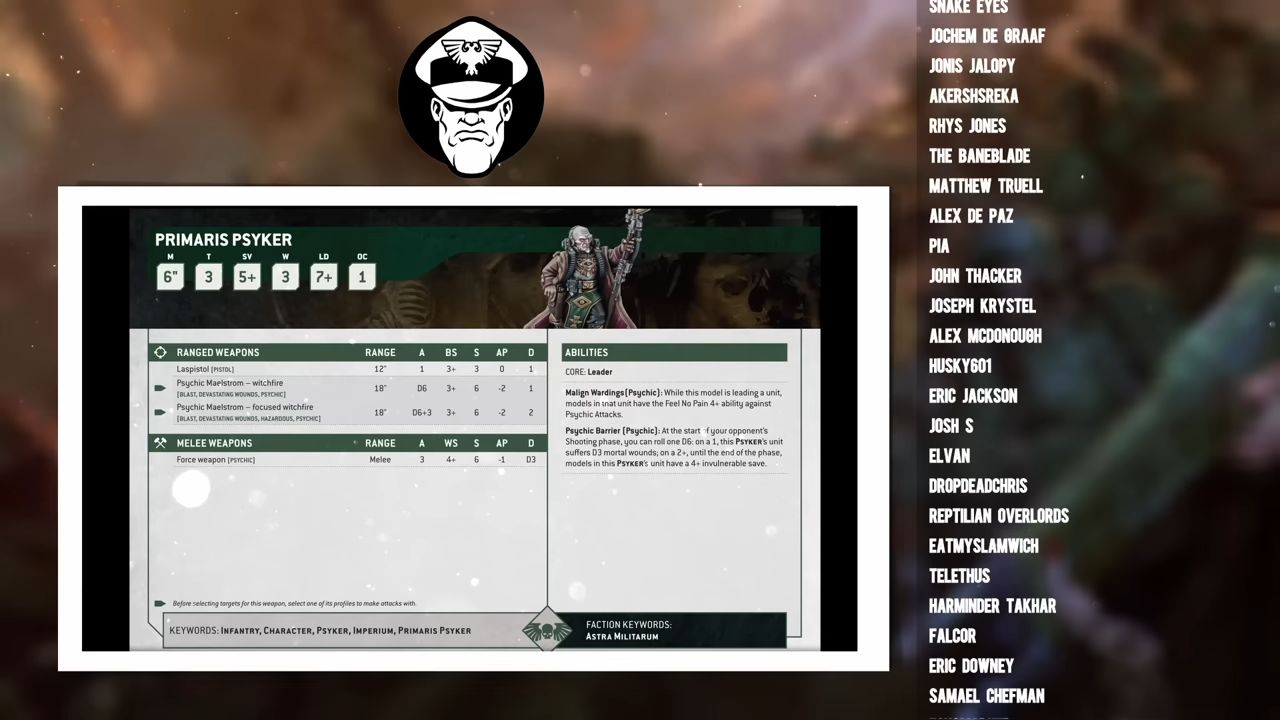 PRIMARIS PSYKER
M T SV W LD OC
6" 3 5+ 3 7+ 1
RANGED WEAPONS RANGE A BS S AP D
Laspistol [PISTOL] 12" 1 3+ 3 0 1
Psychic Maelstrom – witchfire
[BLAST, DEVASTATING WOUNDS, PSYCHIC] 18" D6 3+ 6 -2 1
Psychic Maelstrom – focused witchfire
[BLAST, DEVASTATING WOUNDS, HAZARDOUS, PSYCHIC] 18" D6+3 3+ 6 -2 2
MELEE WEAPONS RANGE A WS S AP D
Force weapon [PSYCHIC] Melee 3 4+ 6 -1 D3
Before selecting targets for this weapon, select one of its profiles to make attacks with.
ABILITIES
CORE: Leader
Malign Wardings (Psychic): While this model is leading a unit,
models in that unit have the Feel No Pain 4+ ability against
Psychic Attacks.
Psychic Barrier (Psychic): At the start of your opponent's
Shooting phase, you can roll one D6: on a 1, this PSYKER's unit
suffers D3 mortal wounds; on a 2+, until the end of the phase,
models in this PSYKER's unit have a 4+ invulnerable save.
KEYWORDS: INFANTRY, CHARACTER, PSYKER, IMPERIUM, PRIMARIS PSYKER
FACTION KEYWORDS:
ASTRA MILITARUM
SNAKE EYES
JOCHEM DE GRAAF
JONIS JALOPY
AKERSHSREKA
RHYS JONES
THE BANEBLADE
MATTHEW TRUELL
ALEX DE PAZ
PIA
JOHN THACKER
JOSEPH KRYSTEL
ALEX MCDONOUGH
HUSKY601
ERIC JACKSON
JOSH S
ELVAN
DROPDEADCHRIS
REPTILIAN OVERLORDS
EATMYSLAMWICH
TELETHUS
HARMINDER TAKHAR
FALCOR
ERIC DOWNEY
SAMAEL CHEFMAN